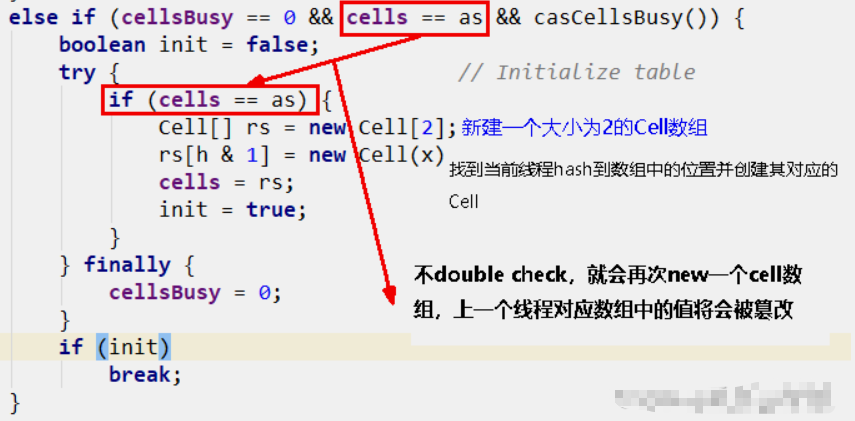 else if (cellsBusy == 0 && cells == as && casCellsBusy()) {
boolean init = false;
try { // Initialize table
if (cells == as) {
Cell[] rs = new Cell[2]; 新建一个大小为2的Cell数组
rs[h & 1] = new Cell(x)
找到当前线程hash到数组中的位置并创建其对应的
Cell
cells = rs;
init = true;
}
} finally {
不double check，就会再次new一个cell数
cellsBusy = 0;
组，上一个线程对应数组中的值将会被篡改
}
if (init)
break;
}